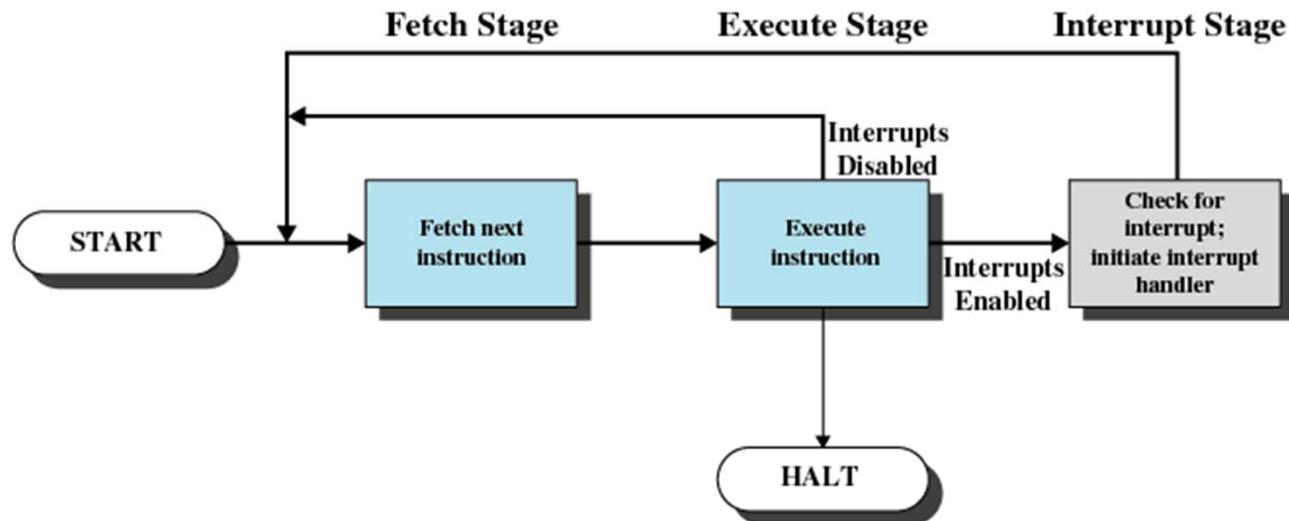 Fetch Stage
Execute Stage
Interrupt Stage
Interrupts
Disabled
START
Fetch next
instruction
Execute
instruction
Interrupts
Enabled
Check for
interrupt;
initiate interrupt
handler
HALT